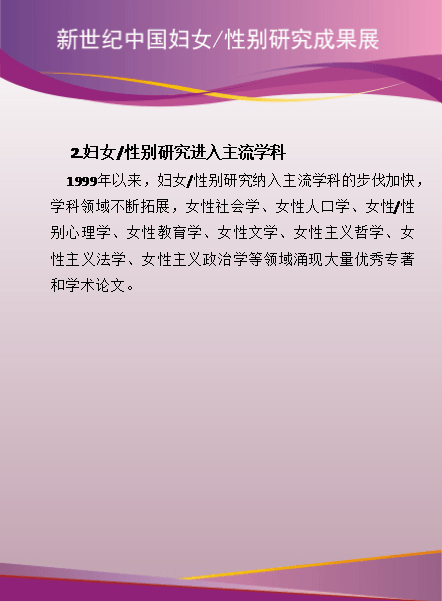 新世纪中国妇女/性别研究成果展
2.妇女/性别研究进入主流学科
1999年以来，妇女/性别研究纳入主流学科的步伐加快，
学科领域不断拓展，女性社会学、女性人口学、女性/性
别心理学、女性教育学、女性文学、女性主义哲学、女
性主义法学、女性主义政治学等领域涌现大量优秀专著
和学术论文。